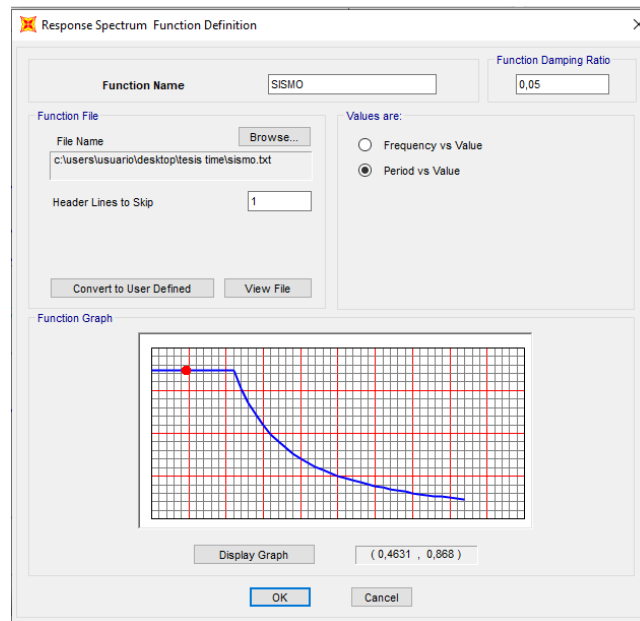 Response Spectrum Function Definition
Function Damping Ratio
Function Name
SISMO
0,05
Function File
Values are:
File Name
Browse...
Frequency vs Value
c:\users\usuario\desktop\tesis time\sismo.txt
Period vs Value
Header Lines to Skip
1
Convert to User Defined
View File
Function Graph
Display Graph
( 0,4631 , 0,868 )
OK
Cancel